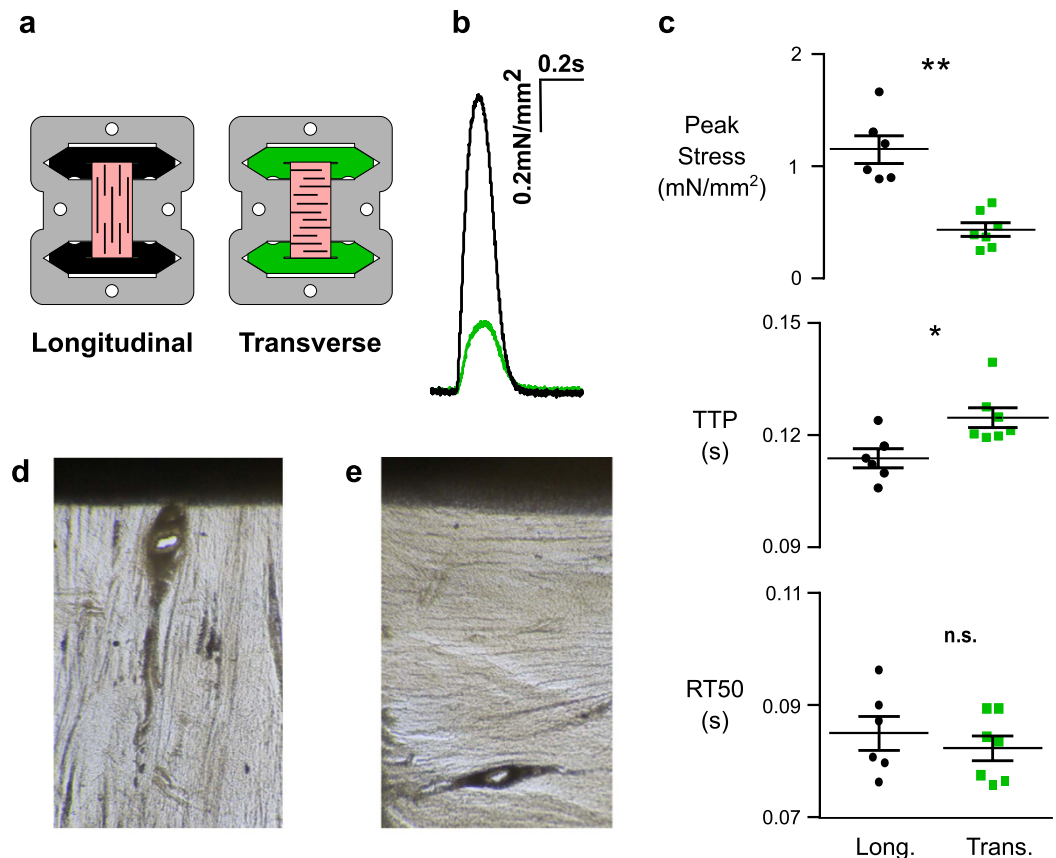 a
Longitudinal
Transverse
b
0.2s
0.2mN/mm²
c
2
1
0
Peak
Stress
(mN/mm²)
**
0.15
0.12
0.09
TTP
(s)
*
0.11
0.09
0.07
RT50
(s)
n.s.
Long.
Trans.
d
e